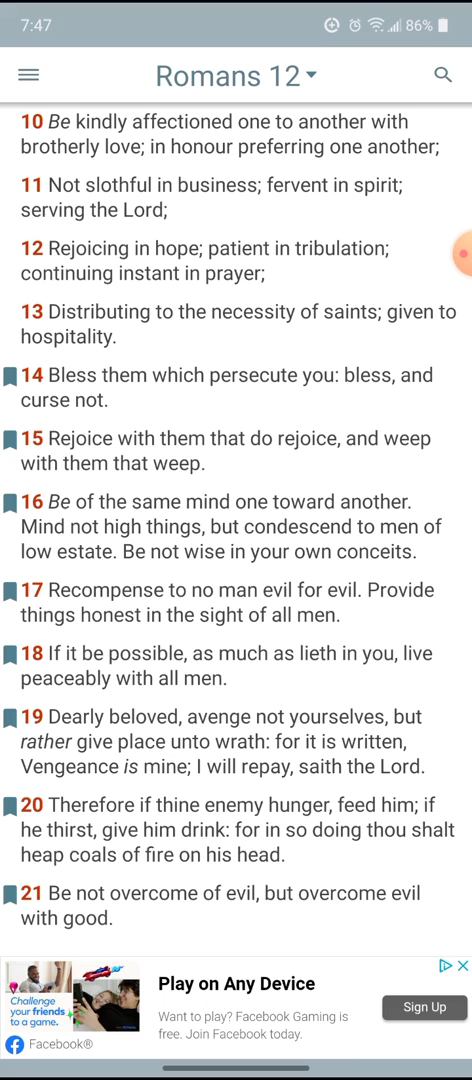 7:47
86%
Romans 12
10 Be kindly affectioned one to another with
brotherly love; in honour preferring one another;
11 Not slothful in business; fervent in spirit;
serving the Lord;
12 Rejoicing in hope; patient in tribulation;
continuing instant in prayer;
13 Distributing to the necessity of saints; given to
hospitality.
14 Bless them which persecute you: bless, and
curse not.
15 Rejoice with them that do rejoice, and weep
with them that weep.
16 Be of the same mind one toward another.
Mind not high things, but condescend to men of
low estate. Be not wise in your own conceits.
17 Recompense to no man evil for evil. Provide
things honest in the sight of all men.
18 If it be possible, as much as lieth in you, live
peaceably with all men.
19 Dearly beloved, avenge not yourselves, but
rather give place unto wrath: for it is written,
Vengeance is mine; I will repay, saith the Lord.
20 Therefore if thine enemy hunger, feed him; if
he thirst, give him drink: for in so doing thou shalt
heap coals of fire on his head.
21 Be not overcome of evil, but overcome evil
with good.
Challenge
your friends
to a game.
Facebook®
Play on Any Device
Want to play? Facebook Gaming is
free. Join Facebook today.
Sign Up